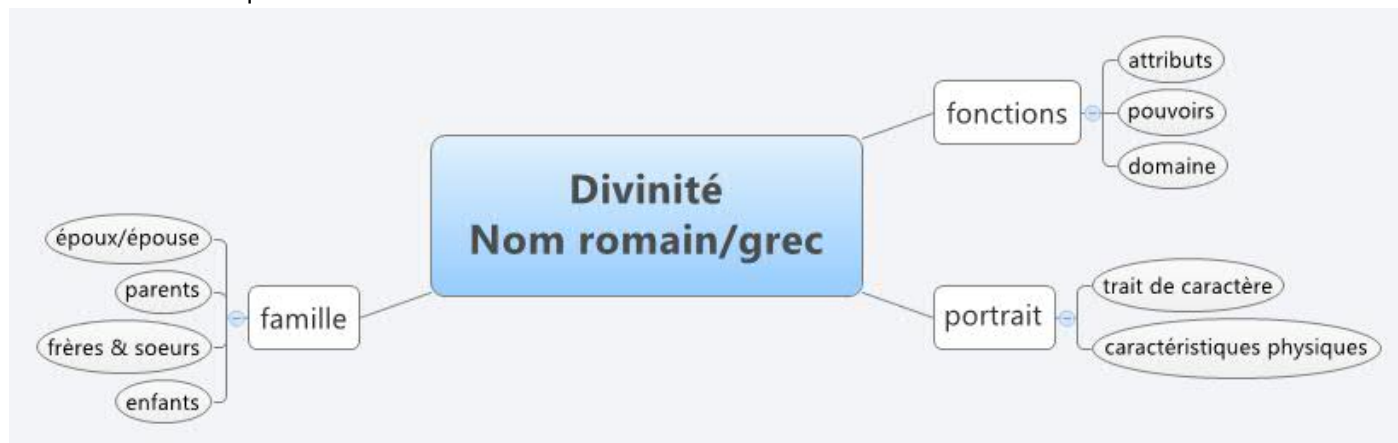 Divinité
Nom romain/grec
fonctions
attributs
pouvoirs
domaine
portrait
trait de caractère
caractéristiques physiques
famille
époux/épouse
parents
frères & soeurs
enfants